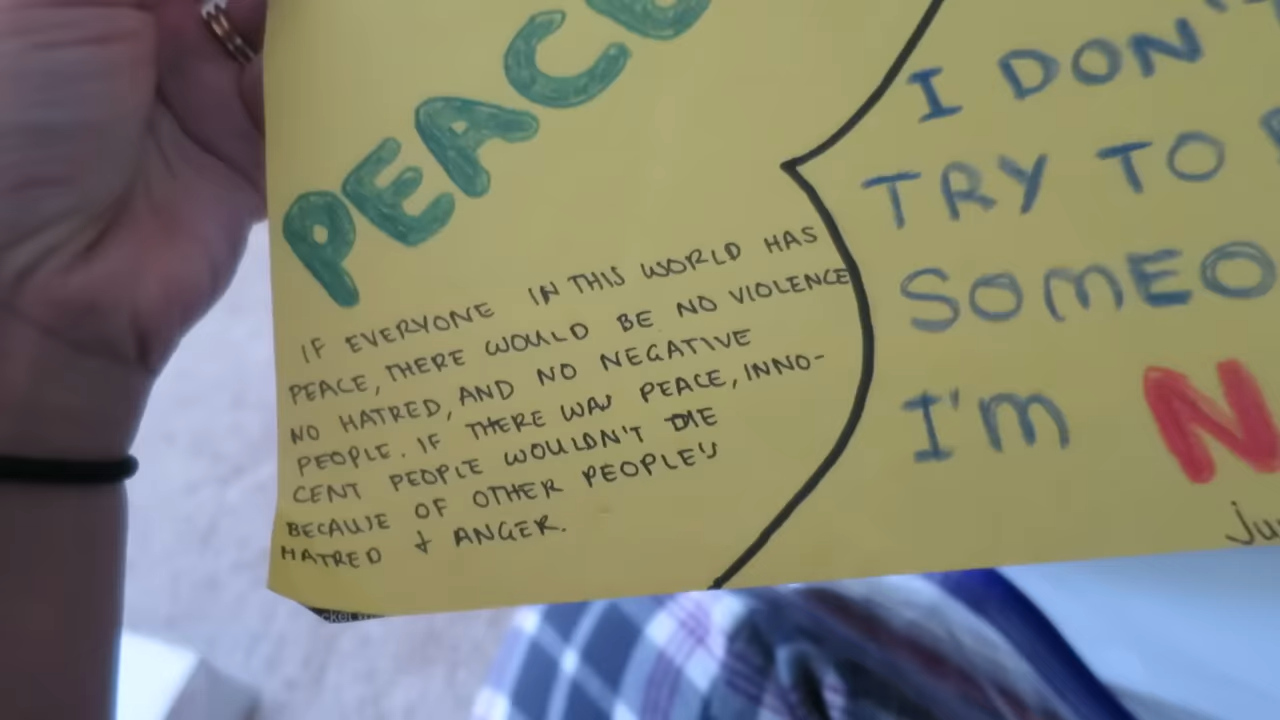 PEACE
IF EVERYONE IN THIS WORLD HAS
PEACE, THERE WOULD BE NO VIOLENCE
NO HATRED, AND NO NEGATIVE
PEOPLE. IF THERE WAS PEACE, INNO-
CENT PEOPLE WOULDN'T DIE
BECAUSE OF OTHER PEOPLE'S
HATRED & ANGER.
I DON'T
TRY TO
SOMEO
I'M N
ju